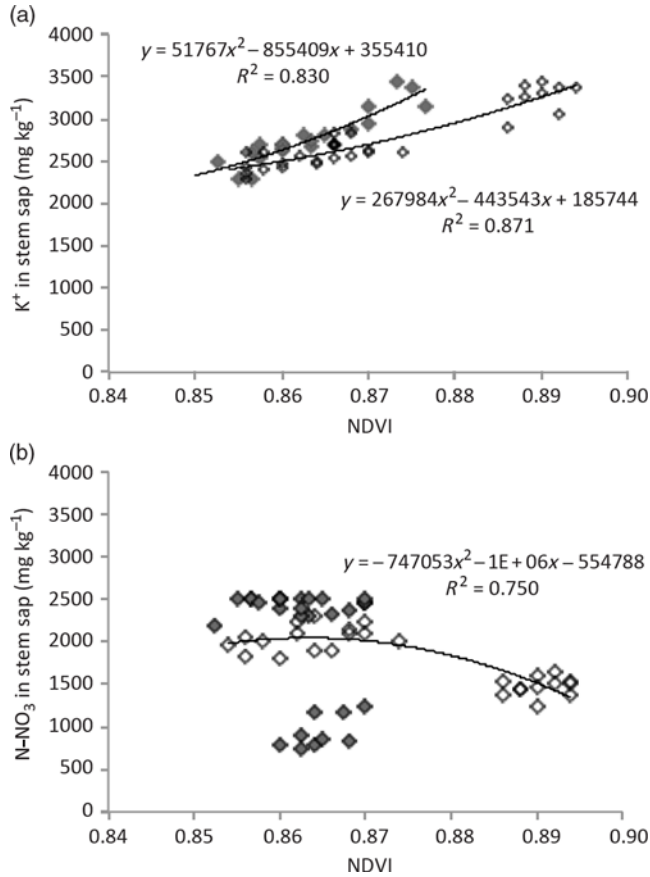 (a)
4000
3500
3000
2500
2000
1500
1000
500
0
K⁺ in stem sap (mg kg⁻¹)
y = 51767x² − 855409x + 355410
R² = 0.830
y = 267984x² − 443543x + 185744
R² = 0.871
0.84 0.85 0.86 0.87 0.88 0.89 0.90
NDVI
(b)
4000
3500
3000
2500
2000
1500
1000
500
0
N−NO₃ in stem sap (mg kg⁻¹)
y = − 747053x² − 1E + 06x − 554788
R² = 0.750
0.84 0.85 0.86 0.87 0.88 0.89 0.90
NDVI